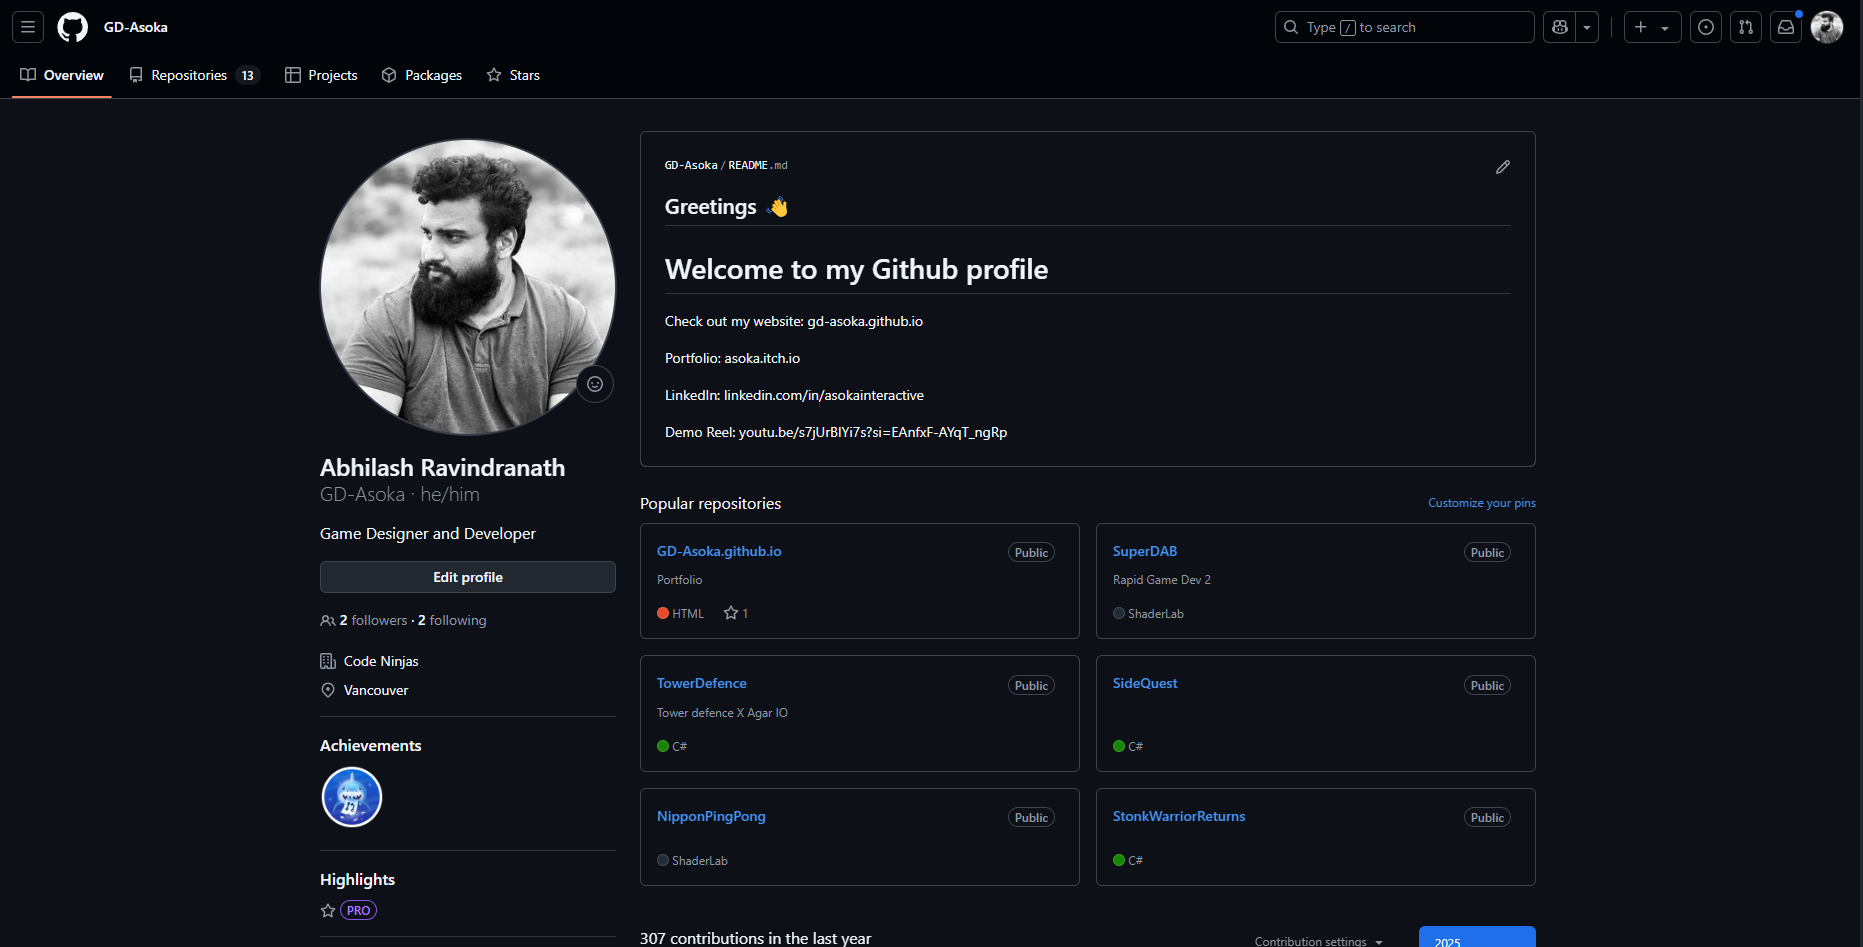 GD-Asoka
Type / to search
Overview
Repositories 13
Projects
Packages
Stars
GD-Asoka / README.md
Greetings 👋
Welcome to my Github profile
Check out my website: gd-asoka.github.io
Portfolio: asoka.itch.io
LinkedIn: linkedin.com/in/asokainteractive
Demo Reel: youtu.be/s7jUrBlYi7s?si=EAnfxF-AYqT_ngRp
Abhilash Ravindranath
GD-Asoka · he/him
Game Designer and Developer
Edit profile
2 followers · 2 following
Code Ninjas
Vancouver
Achievements
Highlights
PRO
Popular repositories
Customize your pins
GD-Asoka.github.io
Public
Portfolio
HTML
1
SuperDAB
Public
Rapid Game Dev 2
ShaderLab
TowerDefence
Public
Tower defence X Agar IO
C#
SideQuest
Public
C#
NipponPingPong
Public
ShaderLab
StonkWarriorReturns
Public
C#
307 contributions in the last year
Contribution settings
2025